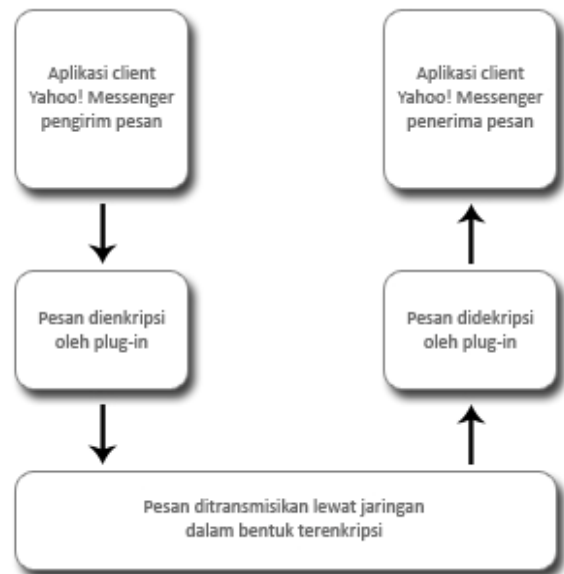 Aplikasi client
Yahoo! Messenger
pengirim pesan
Aplikasi client
Yahoo! Messenger
penerima pesan
Pesan dienkripsi
oleh plug-in
Pesan didekripsi
oleh plug-in
Pesan ditransmisikan lewat jaringan
dalam bentuk terenkripsi